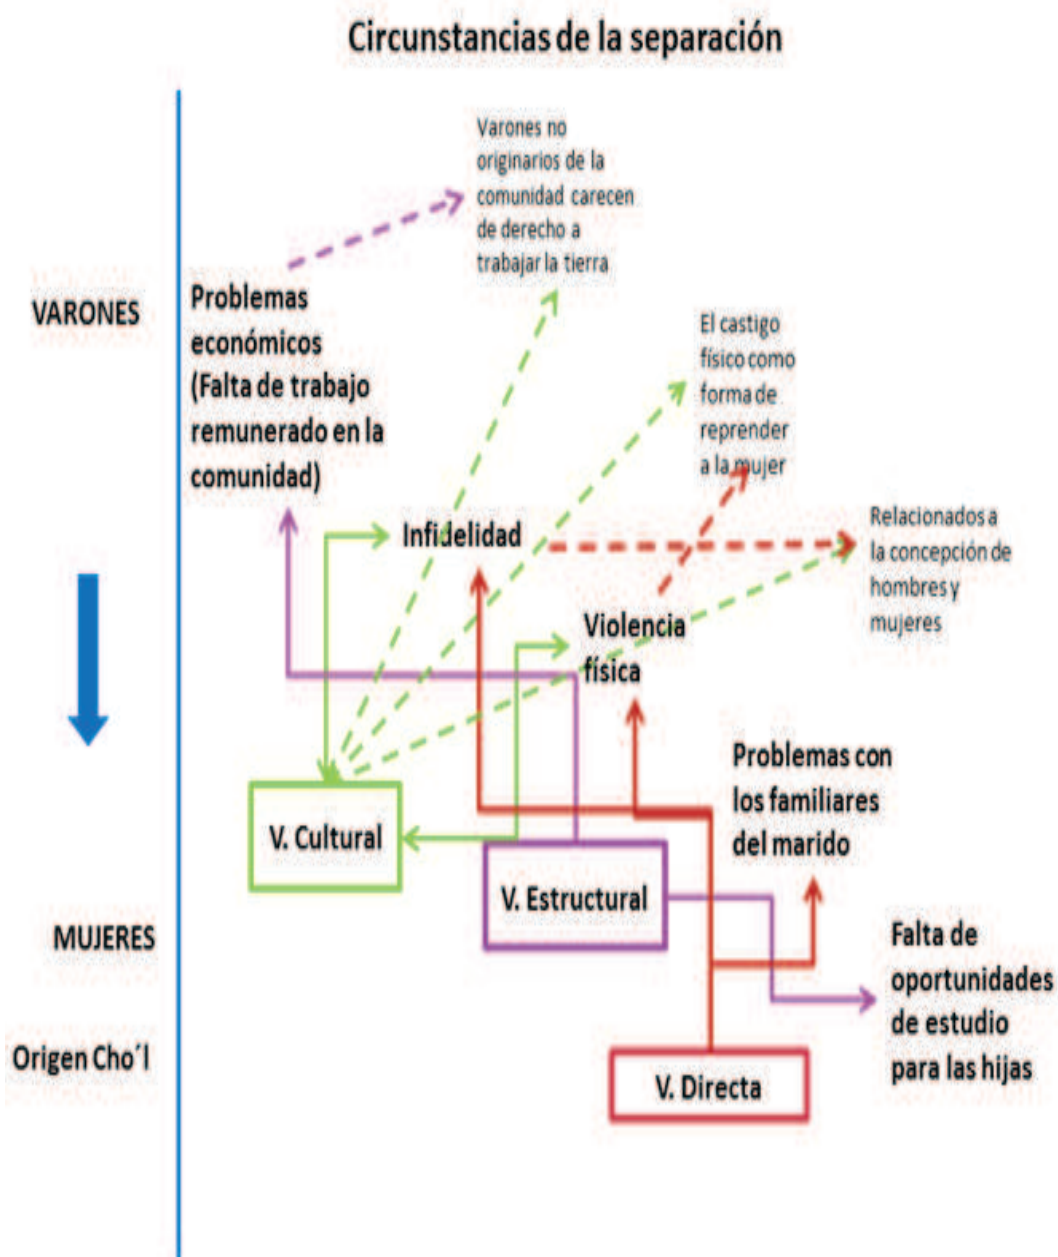 Circunstancias de la separación
Varones no
originarios de la
comunidad carecen
de derecho a
trabajar la tierra
VARONES
Problemas
económicos
(Falta de trabajo
remunerado en la
comunidad)
El castigo
físico como
forma de
reprender
a la mujer
Infidelidad
Relacionados a
la concepción de
hombres y
mujeres
Violencia
física
Problemas con
los familiares
del marido
V. Cultural
V. Estructural
MUJERES
Falta de
oportunidades
de estudio
para las hijas
Origen Cho´l
V. Directa